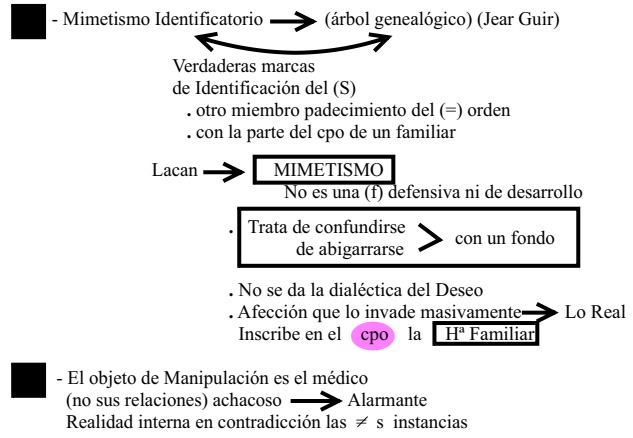 - Mimetismo Identificatorio (árbol genealógico) (Jear Guir)
Verdaderas marcas
de Identificación del (S)
. otro miembro padecimiento del (=) orden
. con la parte del cpo de un familiar
Lacan MIMETISMO
No es una (f) defensiva ni de desarrollo
. Trata de confundirse
de abigarrarse con un fondo
. No se da la dialéctica del Deseo
. Afección que lo invade masivamente Lo Real
Inscribe en el cpo la Hª Familiar
- El objeto de Manipulación es el médico
(no sus relaciones) achacoso Alarmante
Realidad interna en contradicción las ≠ s instancias